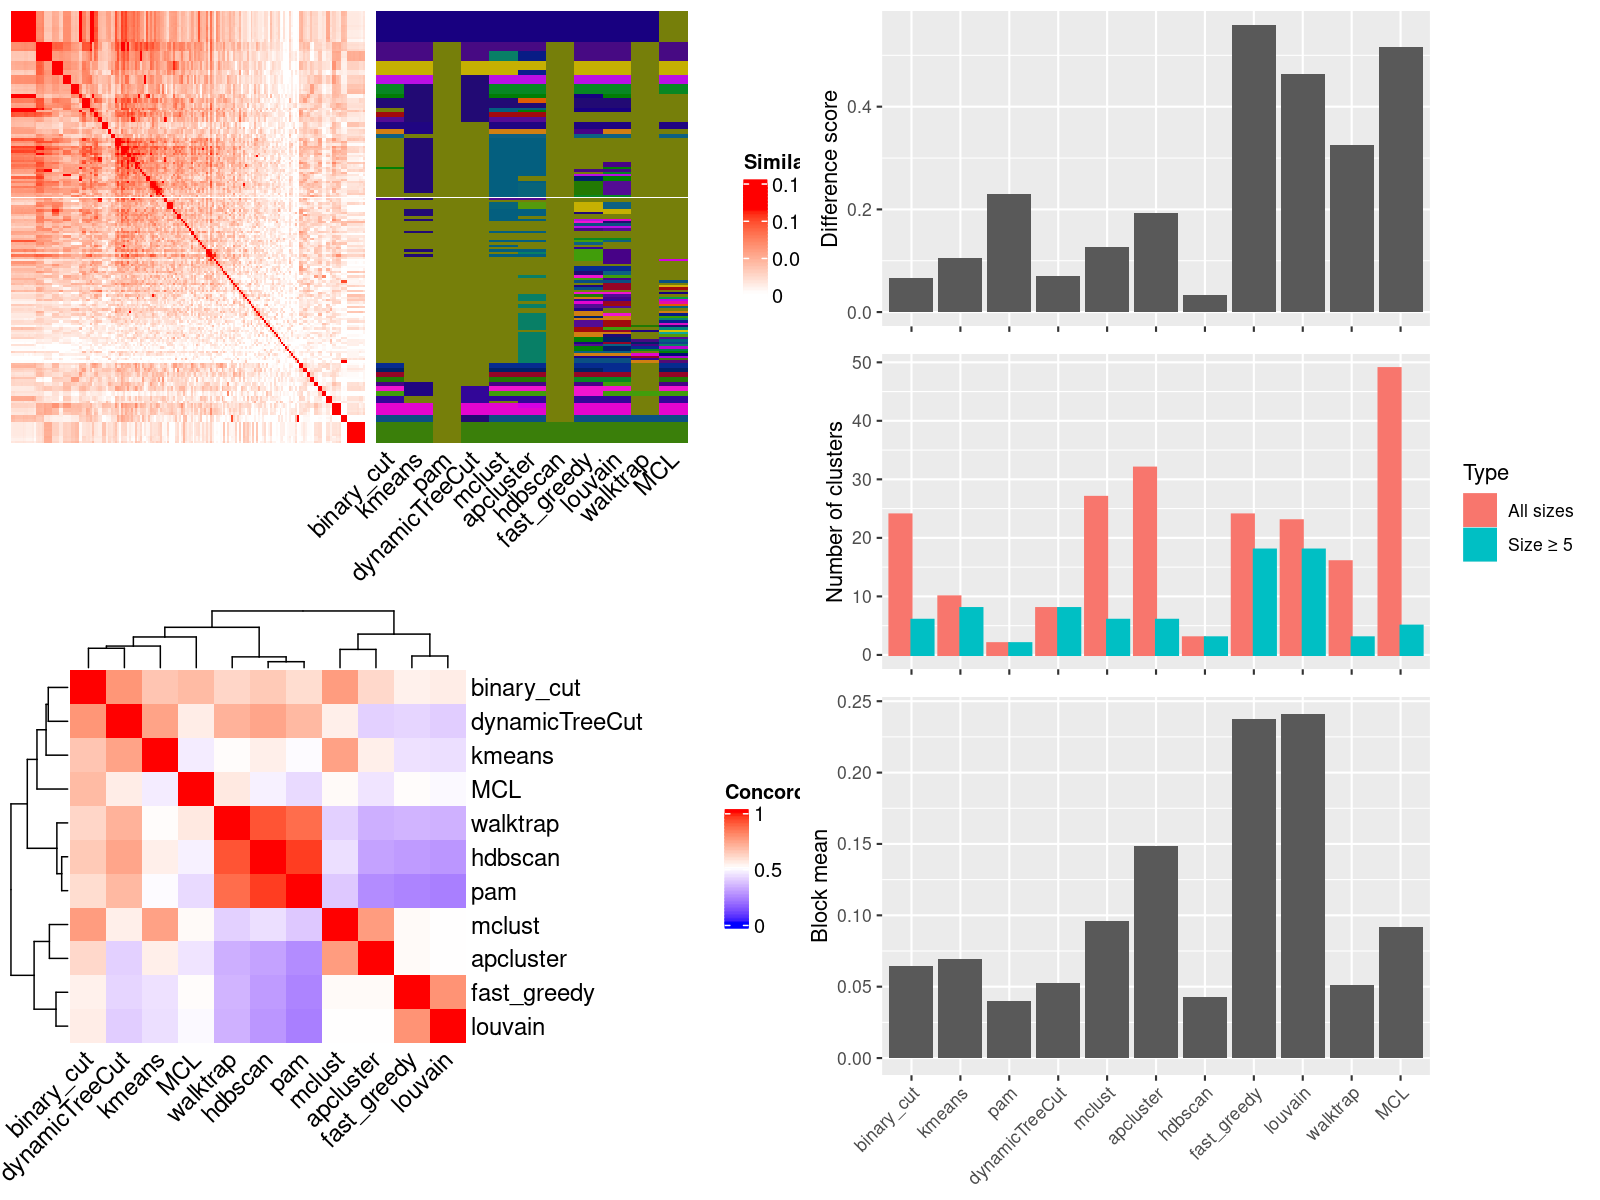 Simila
0.1
0.1
0.0
0
binary_cut
kmeans
pam
dynamicTreeCut
mclust
apcluster
hdbscan
fast_greedy
louvain
walktrap
MCL
binary_cut
dynamicTreeCut
kmeans
MCL
walktrap
hdbscan
pam
mclust
apcluster
fast_greedy
louvain
binary_cut
dynamicTreeCut
kmeans
MCL
walktrap
hdbscan
pam
mclust
apcluster
fast_greedy
louvain
Concord
1
0.5
0
Difference score
0.4
0.2
0.0
Number of clusters
50
40
30
20
10
0
Type
All sizes
Size ≥ 5
Block mean
0.25
0.20
0.15
0.10
0.05
0.00
binary_cut
kmeans
pam
dynamicTreeCut
mclust
apcluster
hdbscan
fast_greedy
louvain
walktrap
MCL